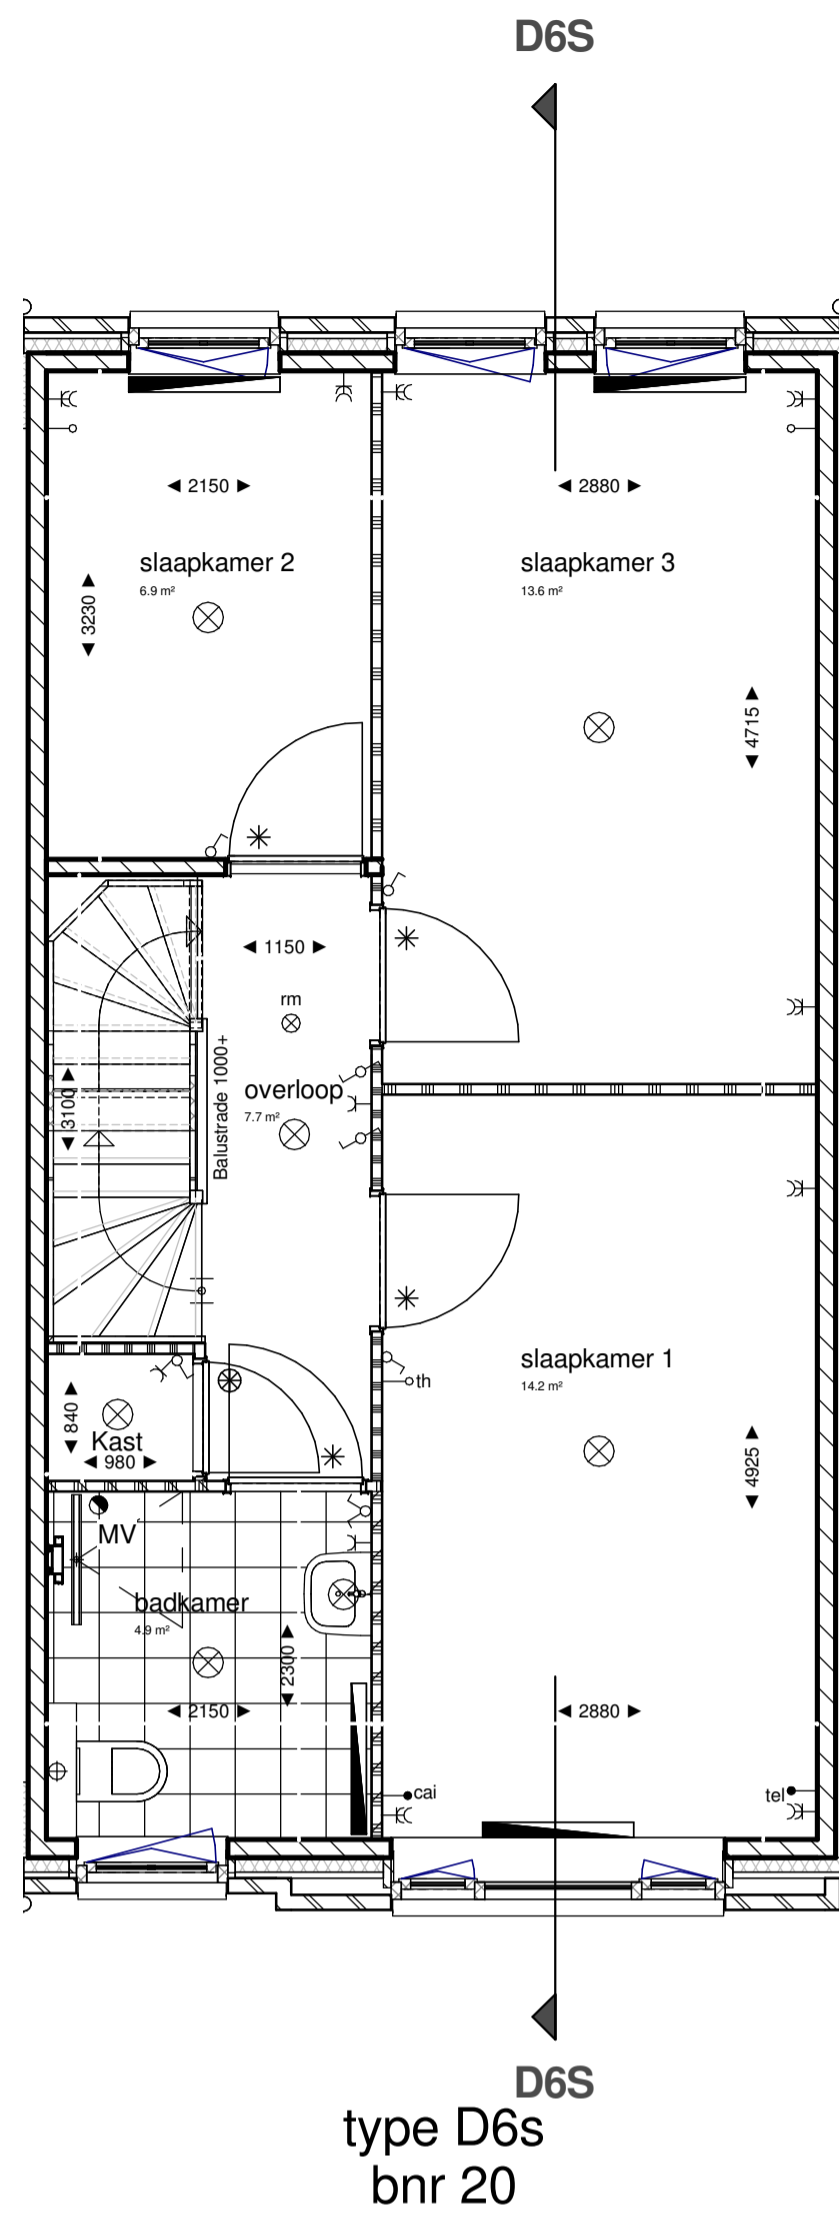 D6S
2150
2880
slaapkamer 2
6.9 m²
slaapkamer 3
13.6 m²
3230
4715
1150
rm
overloop
7.7 m²
3100
Balustrade 1000+
slaapkamer 1
14.2 m²
th
840
Kast
980
4925
MV
badkamer
4.9 m²
2300
2150
2880
cai
tel
D6S
type D6s
bnr 20